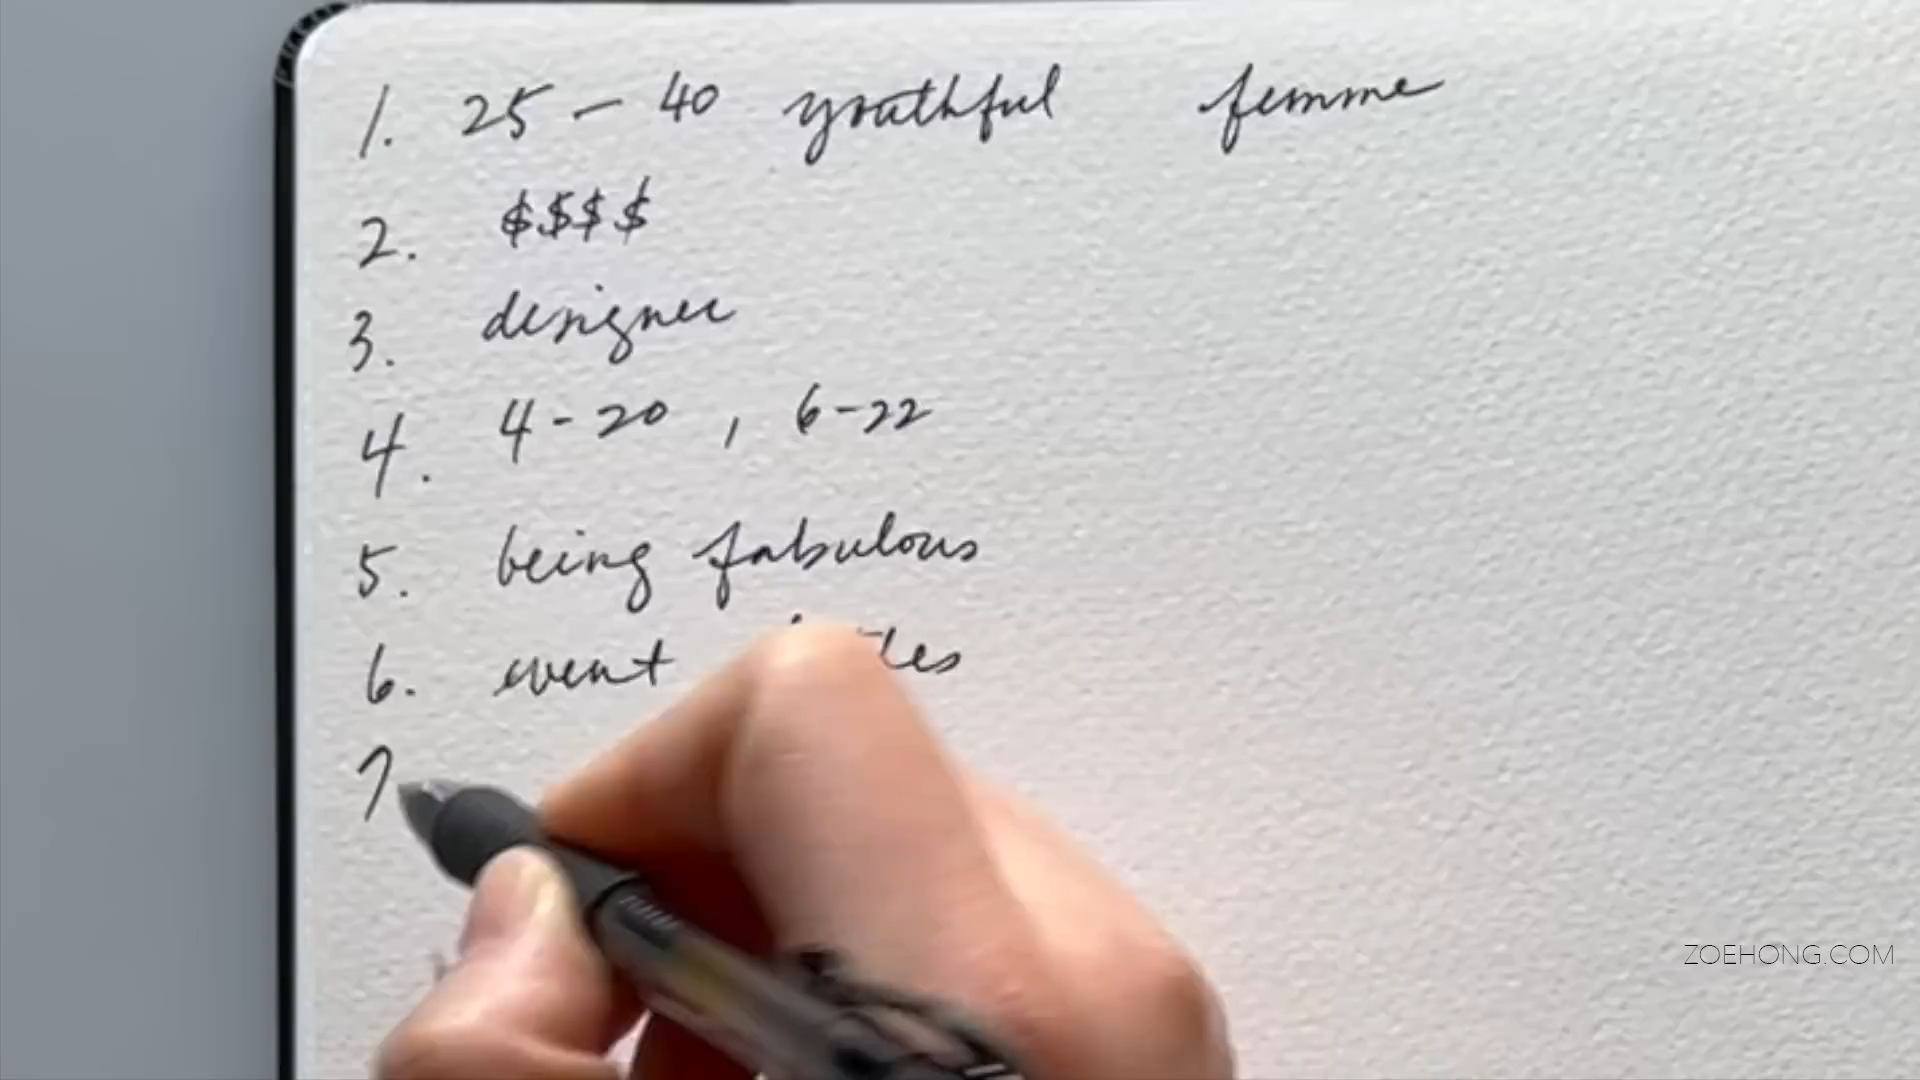 1. 25 - 40 youthful femme
2. $$$$
3. designer
4. 4-20, 6-22
5. being fabulous
6. event
7
ZOEHONG.COM